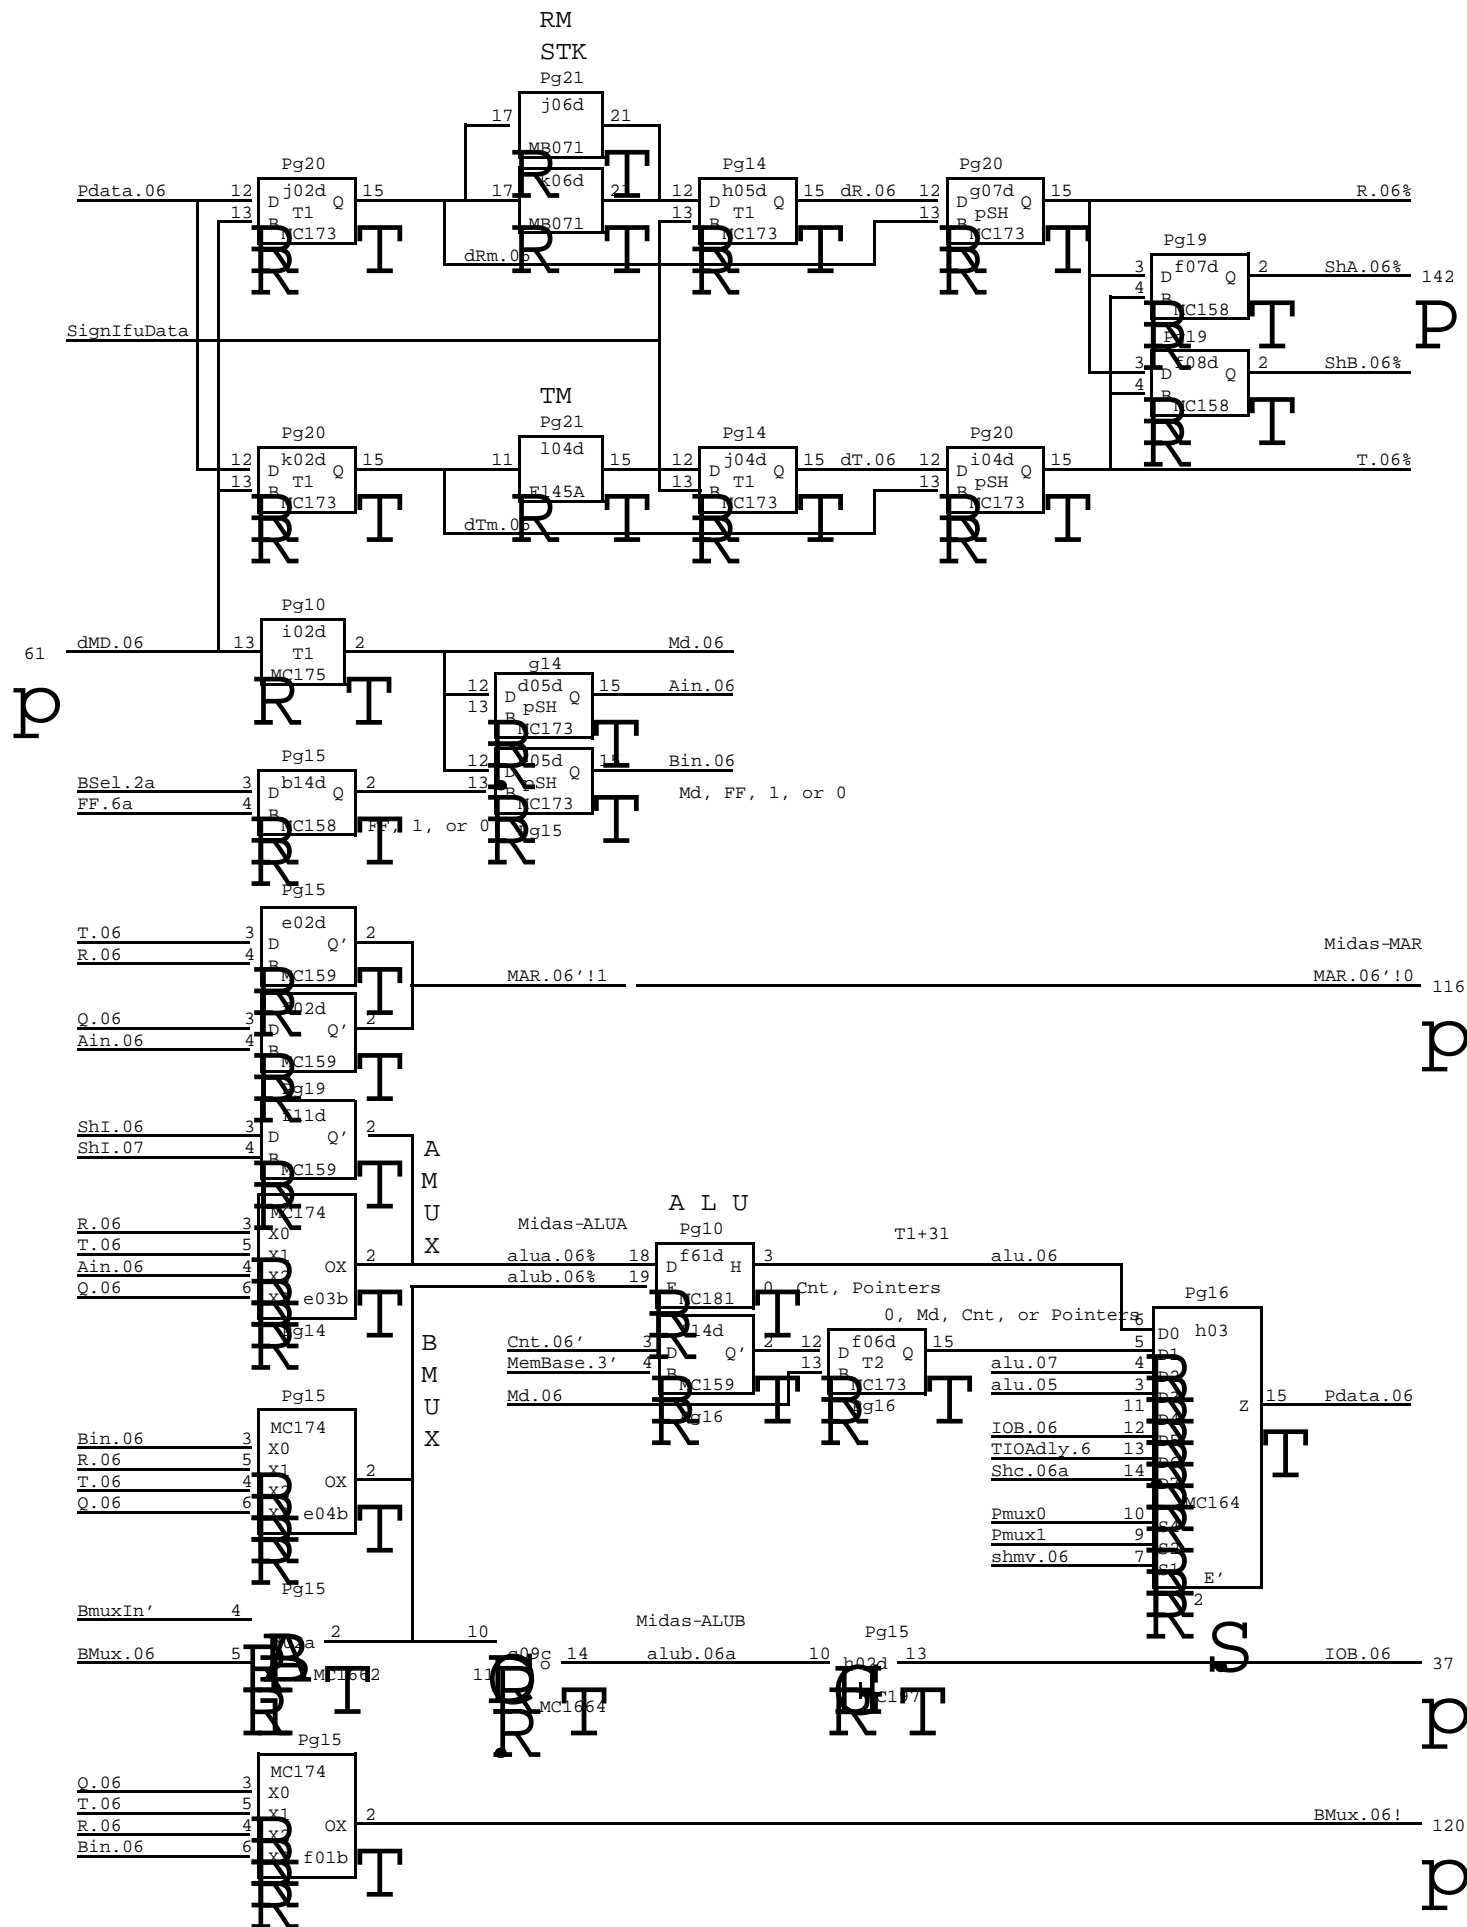 RM
STK
Pg21
j06d
17 21
MB071
Pg20 Pg14 Pg20
Pdata.06 12 j02d 15 17 k06d 21 12 h05d 15 dR.06 12 g07d 15 R.06%
D Q D Q D Q
13 T1 13 T1 13 pSH
MC173 MB071 MC173 MC173
R T
Pg19
dRm.06
3 f07d 2 ShA.06% 142
D Q
4
MC158
P
SignIfuData
Pg19
3 f08d 2 ShB.06%
D Q
4
MC158
TM
Pg21
Pg20 Pg14 Pg20
12 k02d 15 11 l04d 15 12 j04d 15 dT.06 12 i04d 15 T.06%
D Q D Q D Q
13 T1 13 T1 13 pSH
MC173 F145A MC173 MC173
dTm.06
Pg10
61 dMD.06 13 i02d 2 Md.06
T1
MC175
p
R T
g14
12 d05d 15 Ain.06
D Q
13 pSH
MC173
Pg15
12 05d 15 Bin.06
D Q
BSel.2a 3 b14d 2 13 pSH Md, FF, 1, or 0
D Q
FF.6a 4
MC158 FF, 1, or 0 MC173
Pg15
e02d
T.06 3 D Q' 2 Midas-MAR
R.06 4
MC159 MAR.06'!1 MAR.06'!0 116
02d
Q.06 3 D Q' 2
Ain.06 4
MC159
p
Pg19
11d
ShI.06 3 D Q' 2
ShI.07 4
MC159
A
M
U
X
MC174
R.06 3 X0
T.06 5 X1
Ain.06 4 OX 2
Q.06 6 e03b
Pg14
A L U
Midas-ALUA Pg10 T1+31
alua.06% 18 f61d 3 alu.06
D H
alub.06% 19 0 Cnt, Pointers
MC181
0, Md, Cnt, or Pointers
Cnt.06' 3 14d 2 12 f06d 15
D Q' D Q
MemBase.3' 4 13 T2
MC159 MC173
Md.06 Pg16 Pg16
Pg16
6 D0 h03
5 D1
alu.07 4
alu.05 3
11 Z 15 Pdata.06
IOB.06 12
TIOAdly.6 13
Shc.06a 14
MC164
Pmux0 10
Pmux1 9
shmv.06 7
E'
2
S
B
M
U
X
Pg15
MC174
Bin.06 3 X0
R.06 5 X1
T.06 4 OX 2
Q.06 6 e04b
Pg15
BmuxIn' 4
2 10 Midas-ALUB Pg15
BMux.06 5 02a c09c 14 alub.06a 10 h02d 13 IOB.06 37
MC1662 11 MC1664 MC197
p
Pg15
MC174
Q.06 3 X0
T.06 5 X1
R.06 4 OX 2 BMux.06! 120
Bin.06 6 f01b
p